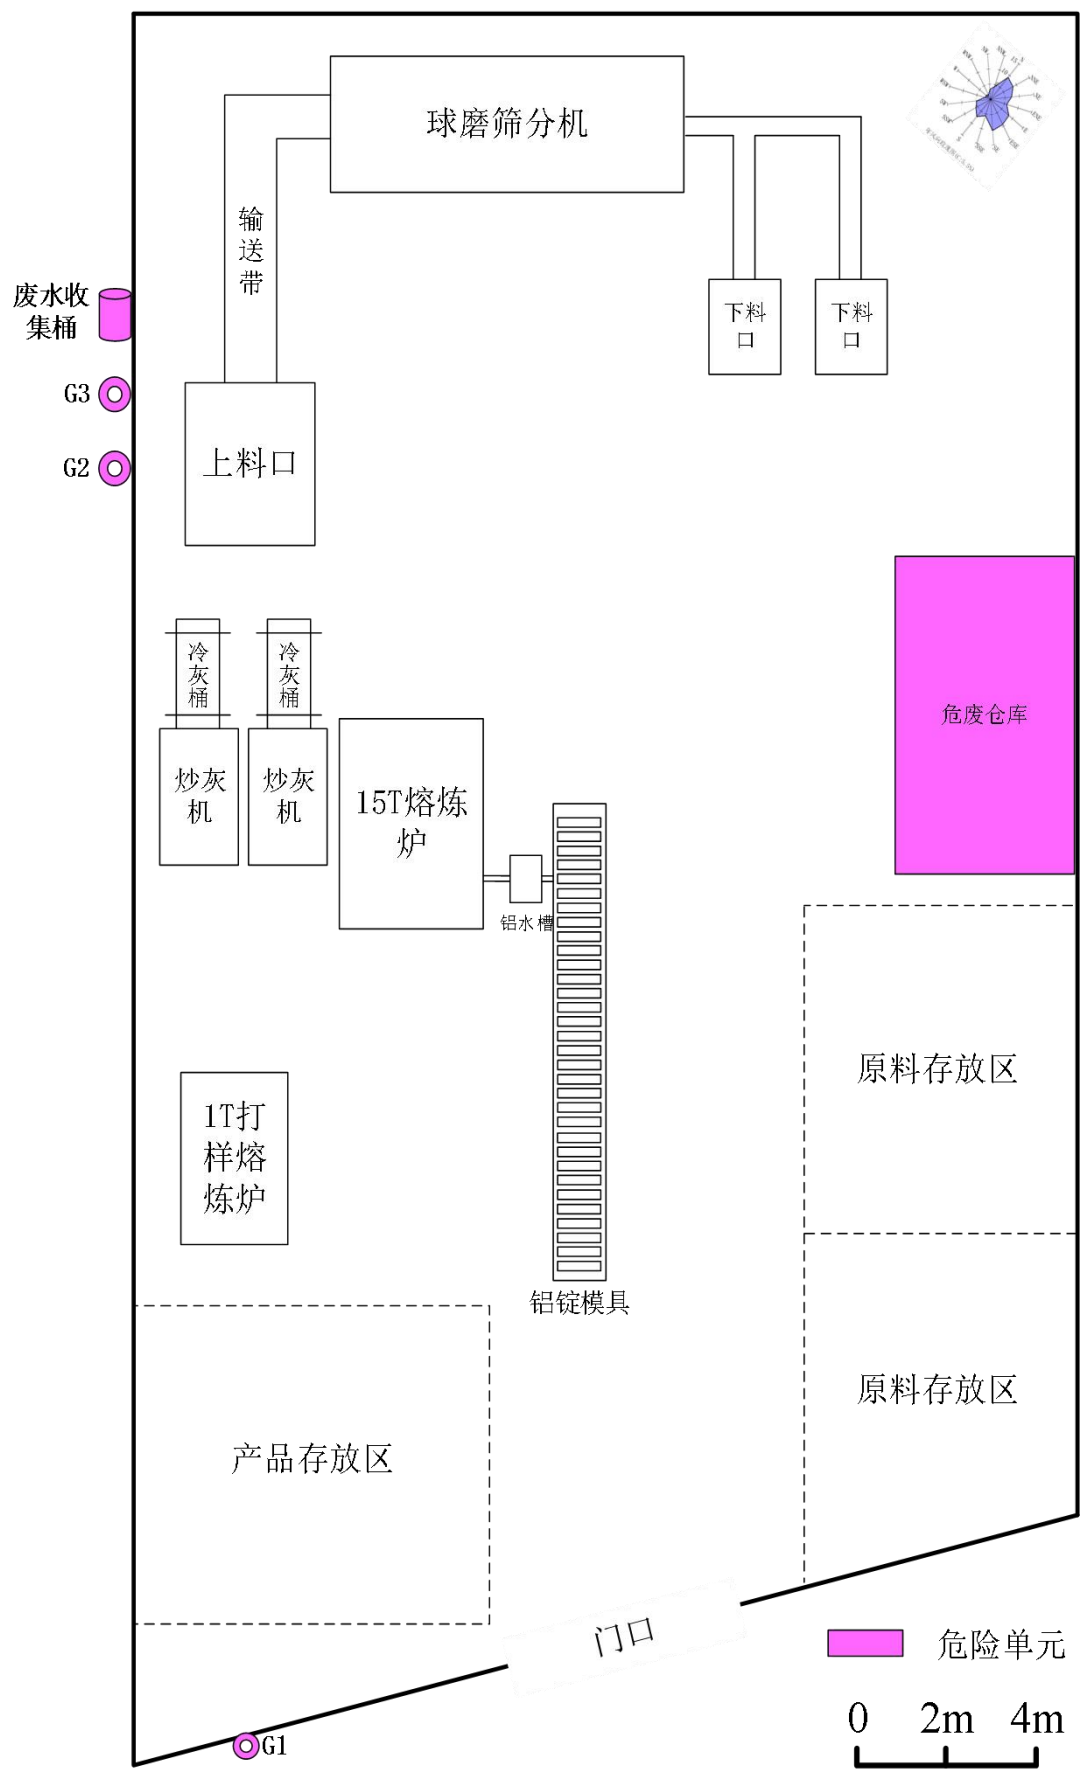 球磨筛分机
输
送
带
废水收
集桶
下料
口
下料
口
G3
G2
上料口
冷
灰
桶
冷
灰
桶
危废仓库
炒灰
机
炒灰
机
15T熔炼
炉
铝水槽
原料存放区
1T打
样熔
炼炉
铝锭模具
原料存放区
产品存放区
门口
危险单元
G1
0 2m 4m